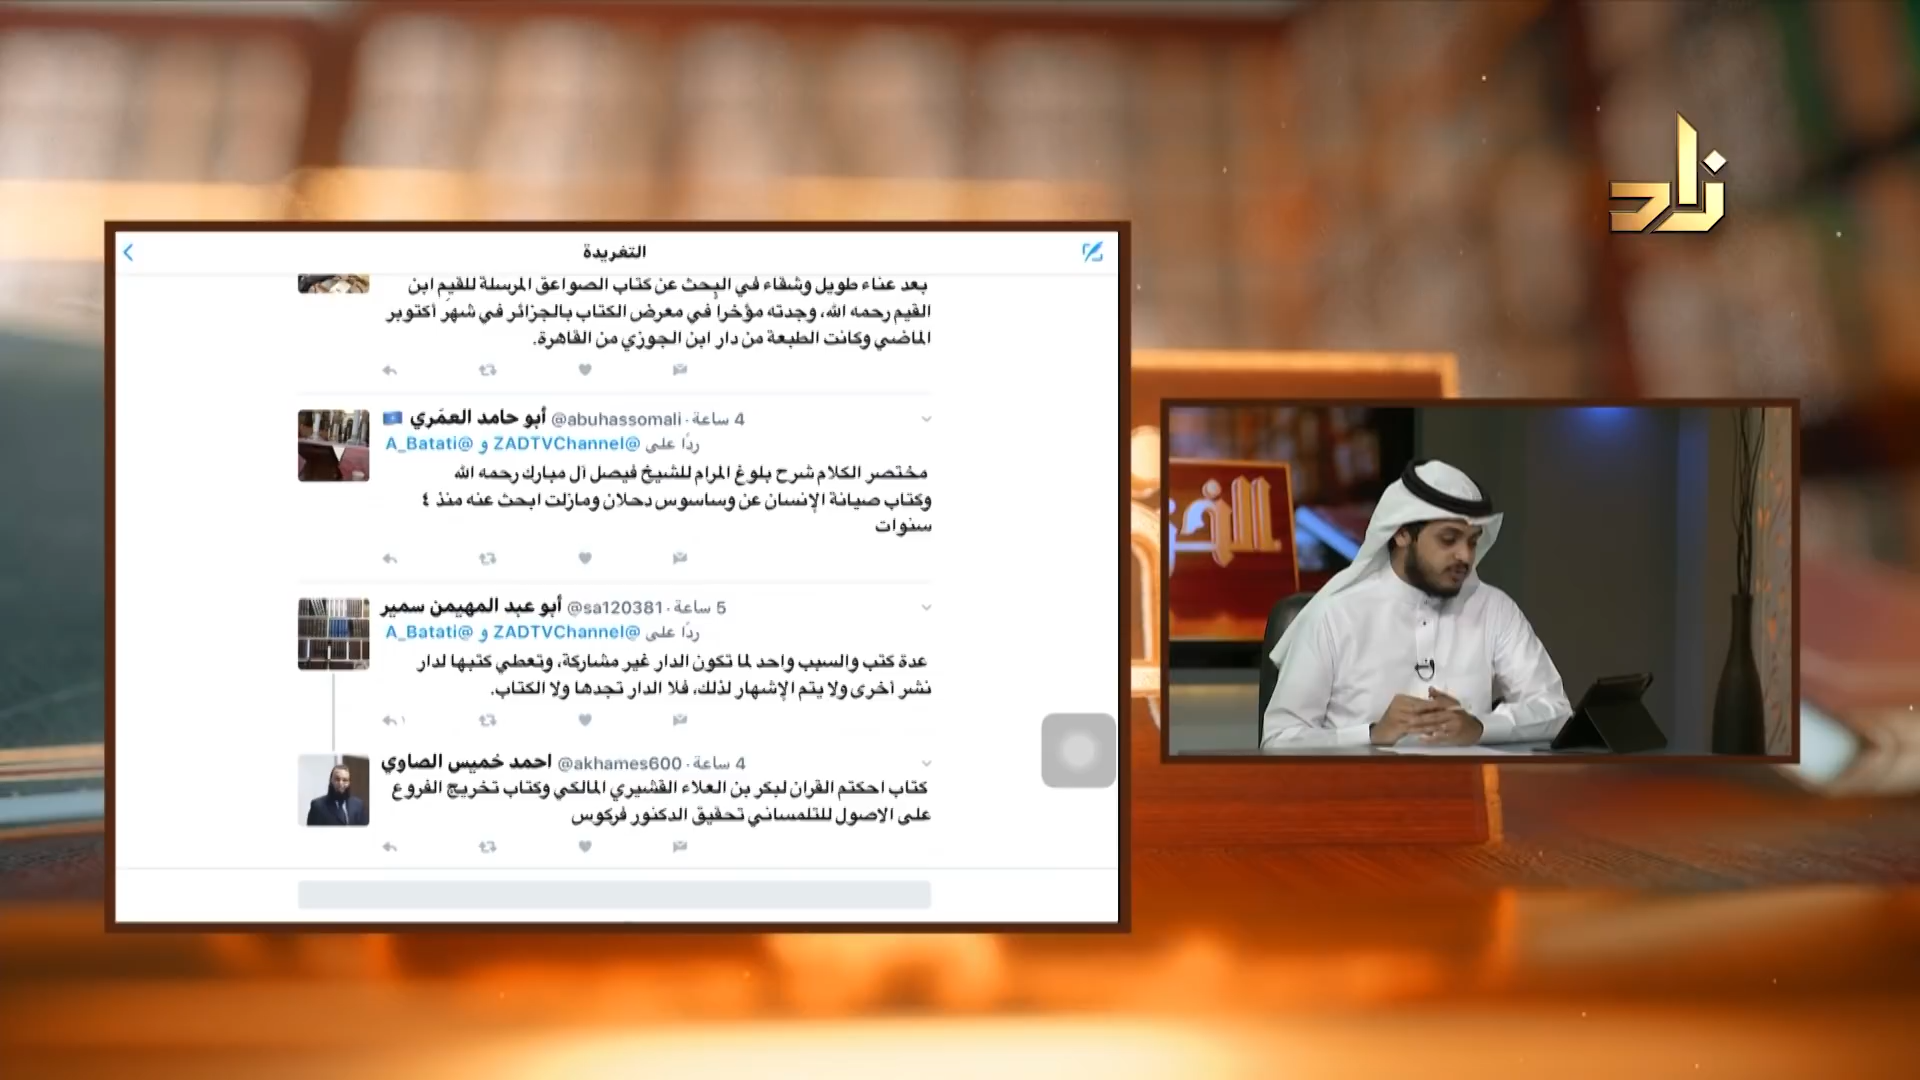 زاد
التغريدة
بعد عناء طويل وشقاء في البحث عن كتاب الصواعق المرسلة للقيم ابن
القيم رحمه الله، وجدته مؤخرا في معرض الكتاب بالجزائر في شهر أكتوبر
الماضي وكانت الطبعة من دار ابن الجوزي من القاهرة.
أبو حامد العمَري @abuhassomali · 4 ساعة
ردًا على @ZADTVChannel و @A_Batati
مختصر الكلام شرح بلوغ المرام للشيخ فيصل آل مبارك رحمه الله
وكتاب صيانة الإنسان عن وساسوس دحلان ومازلت ابحث عنه منذ ٤
سنوات
أبو عبد المهيمن سمير @sa120381 · 5 ساعة
ردًا على @ZADTVChannel و @A_Batati
عدة كتب والسبب واحد لما تكون الدار غير مشاركة، وتعطي كتبها لدار
نشر أخرى ولا يتم الإشهار لذلك، فلا الدار تجدها ولا الكتاب.
١
احمد خميس الصاوي @akhames600 · 4 ساعة
كتاب احكتم القران لبكر بن العلاء القشيري المالكي وكتاب تخريج الفروع
على الاصول للتلمساني تحقيق الدكنور فركوس